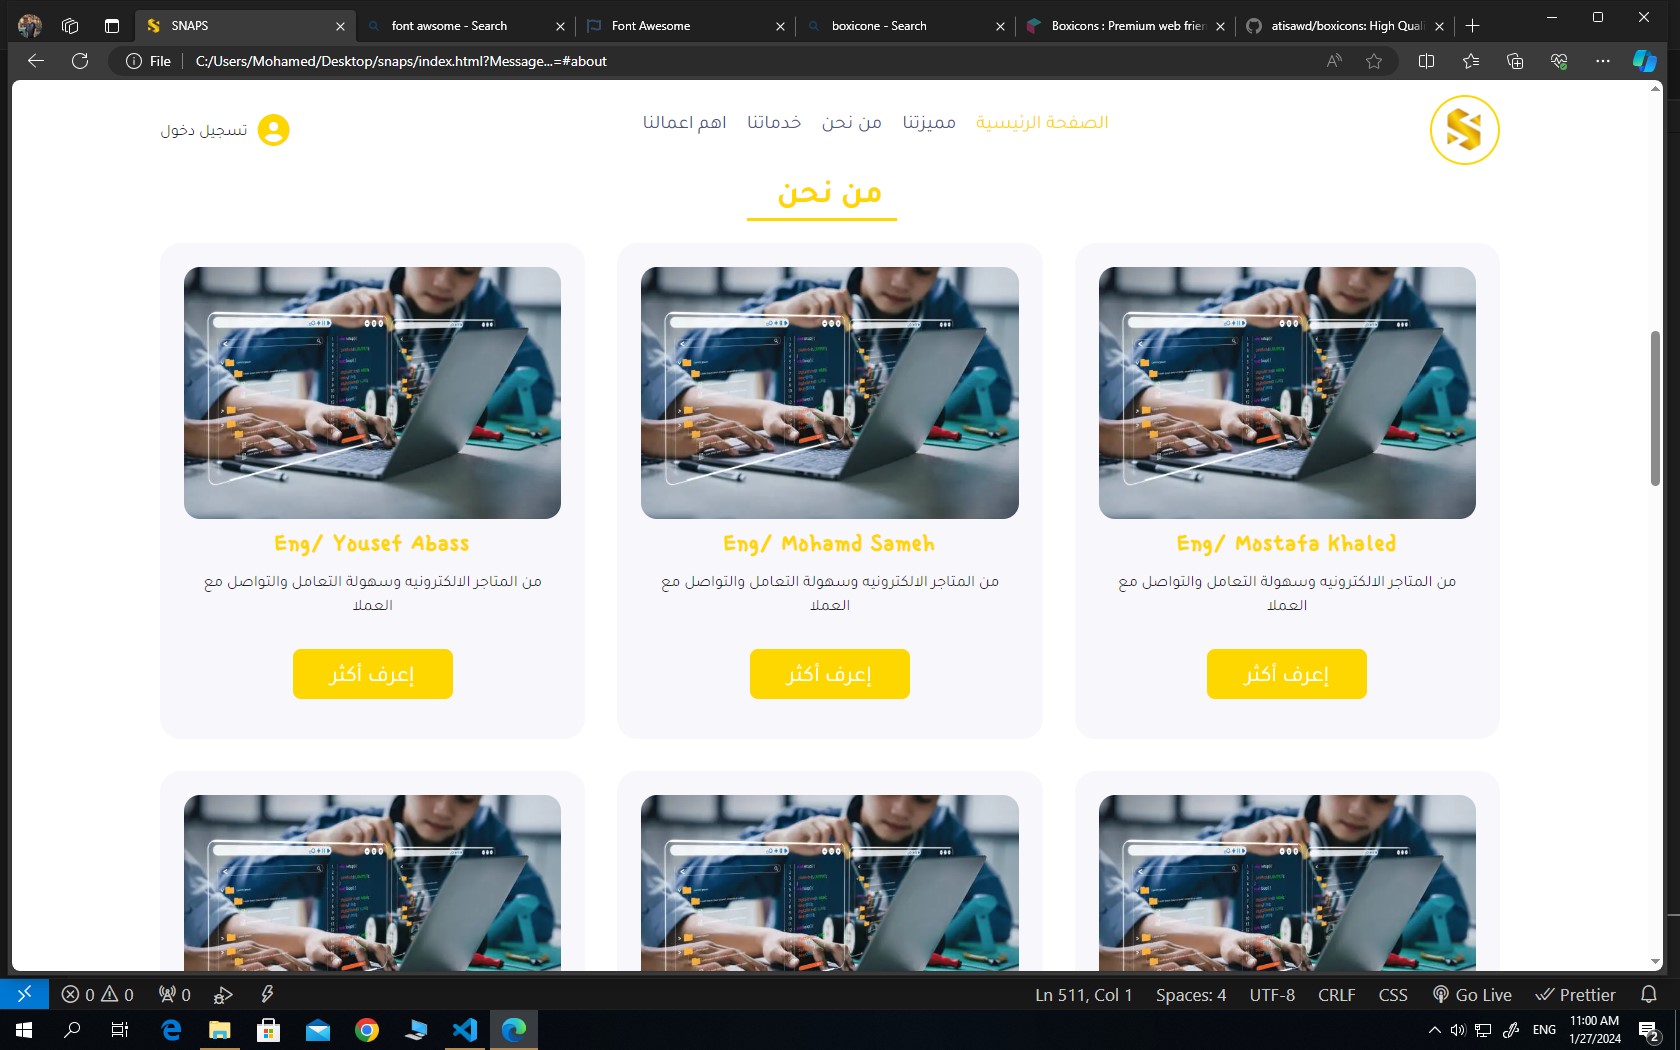 SNAPS
font awsome - Search
Font Awesome
boxicone - Search
Boxicons : Premium web frien
atisawd/boxicons: High Quali
File
C:/Users/Mohamed/Desktop/snaps/index.html?Message...=#about
الصفحة الرئيسية
مميزتنا
من نحن
خدماتنا
اهم اعمالنا
تسجيل دخول
من نحن
Eng/ Yousef Abass
من المتاجر الالكترونيه وسهولة التعامل والتواصل مع
العملا
إعرف أكثر
Eng/ Mohamd Sameh
من المتاجر الالكترونيه وسهولة التعامل والتواصل مع
العملا
إعرف أكثر
Eng/ Mostafa Khaled
من المتاجر الالكترونيه وسهولة التعامل والتواصل مع
العملا
إعرف أكثر
0 0 0
Ln 511, Col 1 Spaces: 4 UTF-8 CRLF CSS Go Live Prettier
ENG
11:00 AM
1/27/2024
2